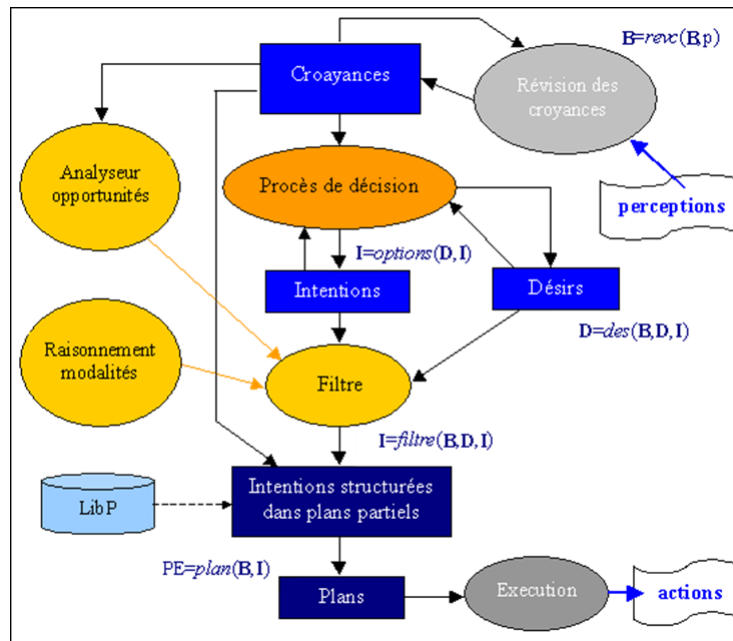 B=revc(B,p)
Croayances
Révision des
croyances
Analyseur
opportunités
Procès de décision
perceptions
I=options(D,I)
Intentions
Désirs
D=des(B,D,I)
Raisonnement
modalités
Filtre
I=filtre(B,D,I)
Intentions structurées
dans plans partiels
LibP
PE=plan(B,I)
Plans
Execution
actions